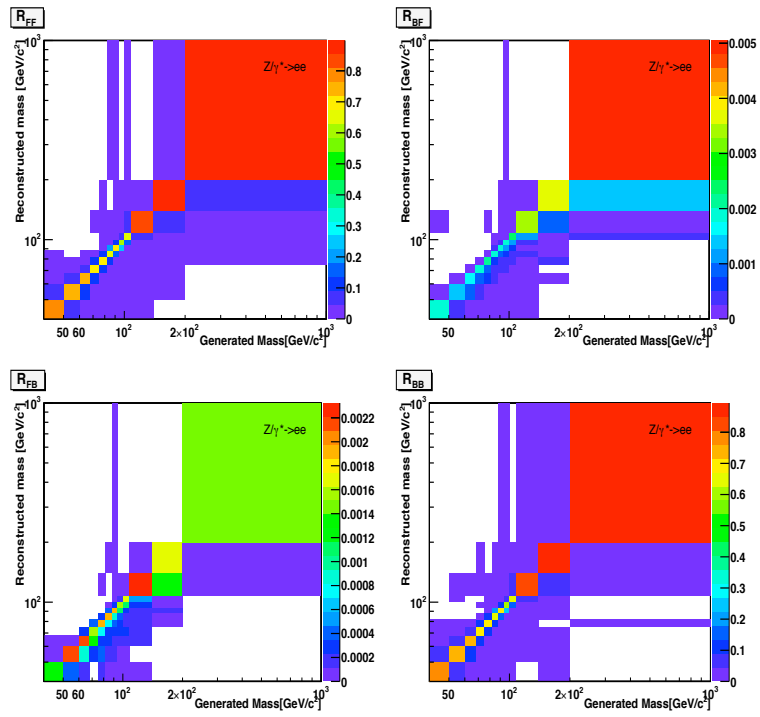 R_FF
Reconstructed mass [GeV/c²]
10³
10²
Z/γ*->ee
0.8
0.7
0.6
0.5
0.4
0.3
0.2
0.1
0
50 60 10² 2×10² 10³
Generated Mass[GeV/c²]
R_BF
Reconstructed mass [GeV/c²]
10³
10²
Z/γ*->ee
0.005
0.004
0.003
0.002
0.001
0
50 10² 2×10² 10³
Generated Mass[GeV/c²]
R_FB
Reconstructed mass [GeV/c²]
10³
10²
Z/γ*->ee
0.0022
0.002
0.0018
0.0016
0.0014
0.0012
0.001
0.0008
0.0006
0.0004
0.0002
0
50 60 10² 2×10² 10³
Generated Mass[GeV/c²]
R_BB
Reconstructed mass [GeV/c²]
10³
10²
Z/γ*->ee
0.8
0.7
0.6
0.5
0.4
0.3
0.2
0.1
0
50 10² 2×10² 10³
Generated Mass[GeV/c²]